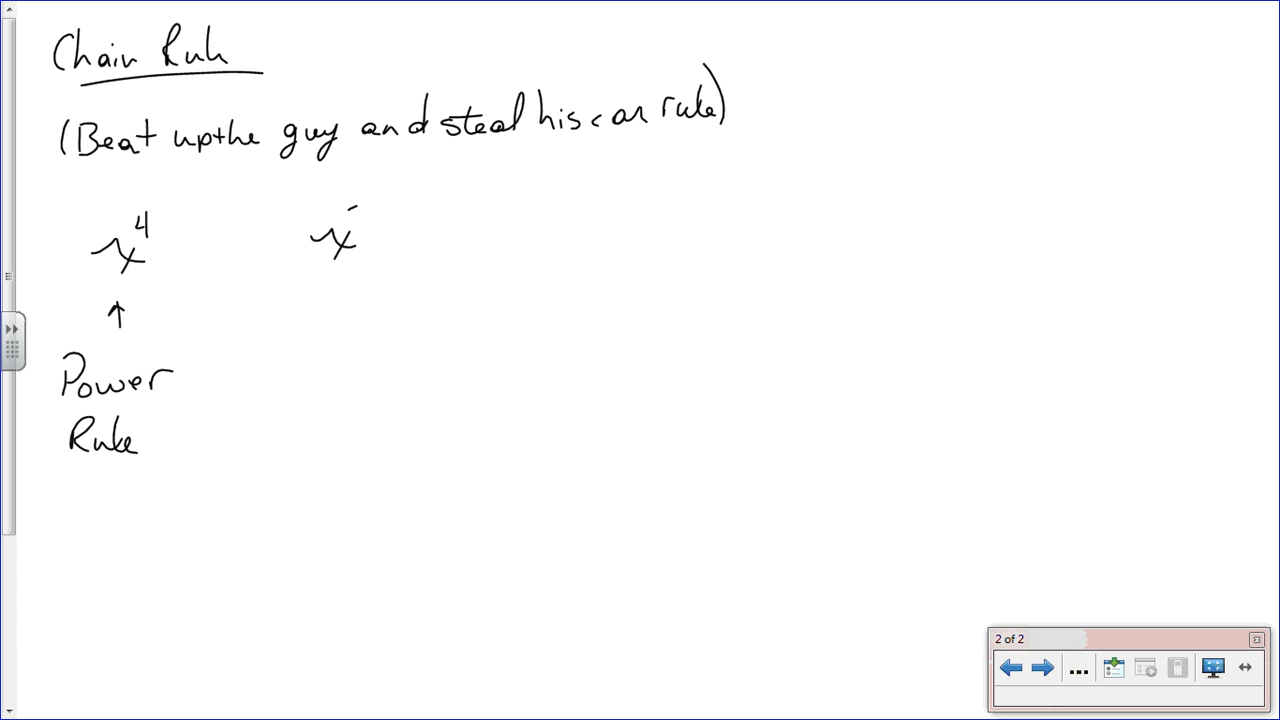 Chain Rule
(Beat up the guy and steal his car rule)
x⁴ x⁻
↑
Power
Rule
2 of 2
...